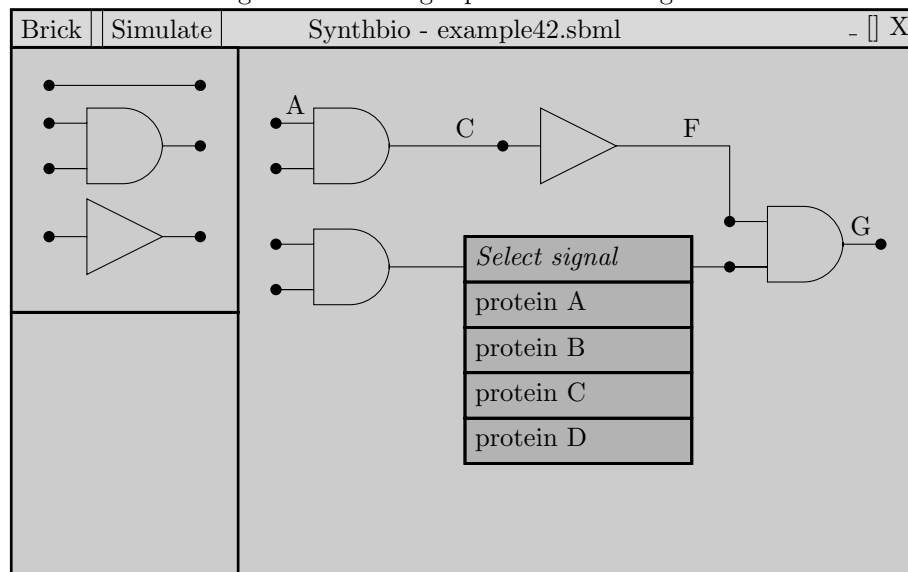 Brick Simulate Synthbio - example42.sbml _ [] X
A
C
F
G
Select signal
protein A
protein B
protein C
protein D